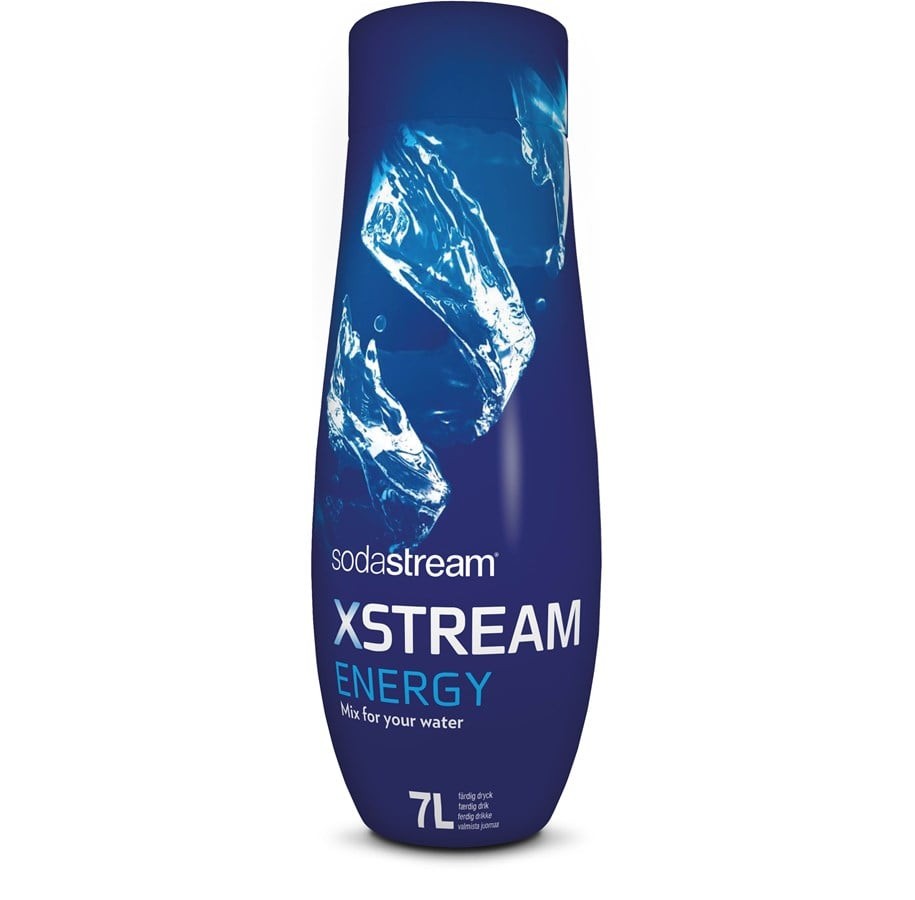 sodastream®
XSTREAM
ENERGY
Mix for your water
7L
färdig dryck
færdig drik
ferdig drikke
valmista juomaa